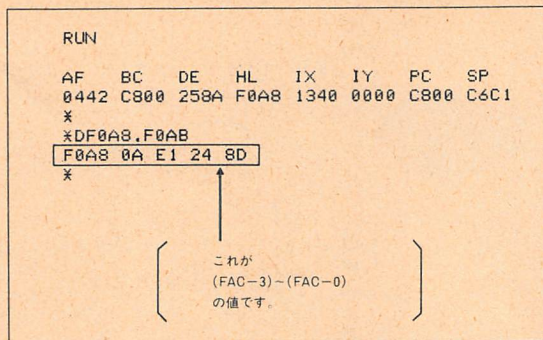 RUN
AF BC DE HL IX IY PC SP
0442 C800 258A F0A8 1340 0000 C800 C6C1
*
*DF0A8.F0AB
F0A8 0A E1 24 8D
*
これが
(FAC-3)~(FAC-0)
の値です。